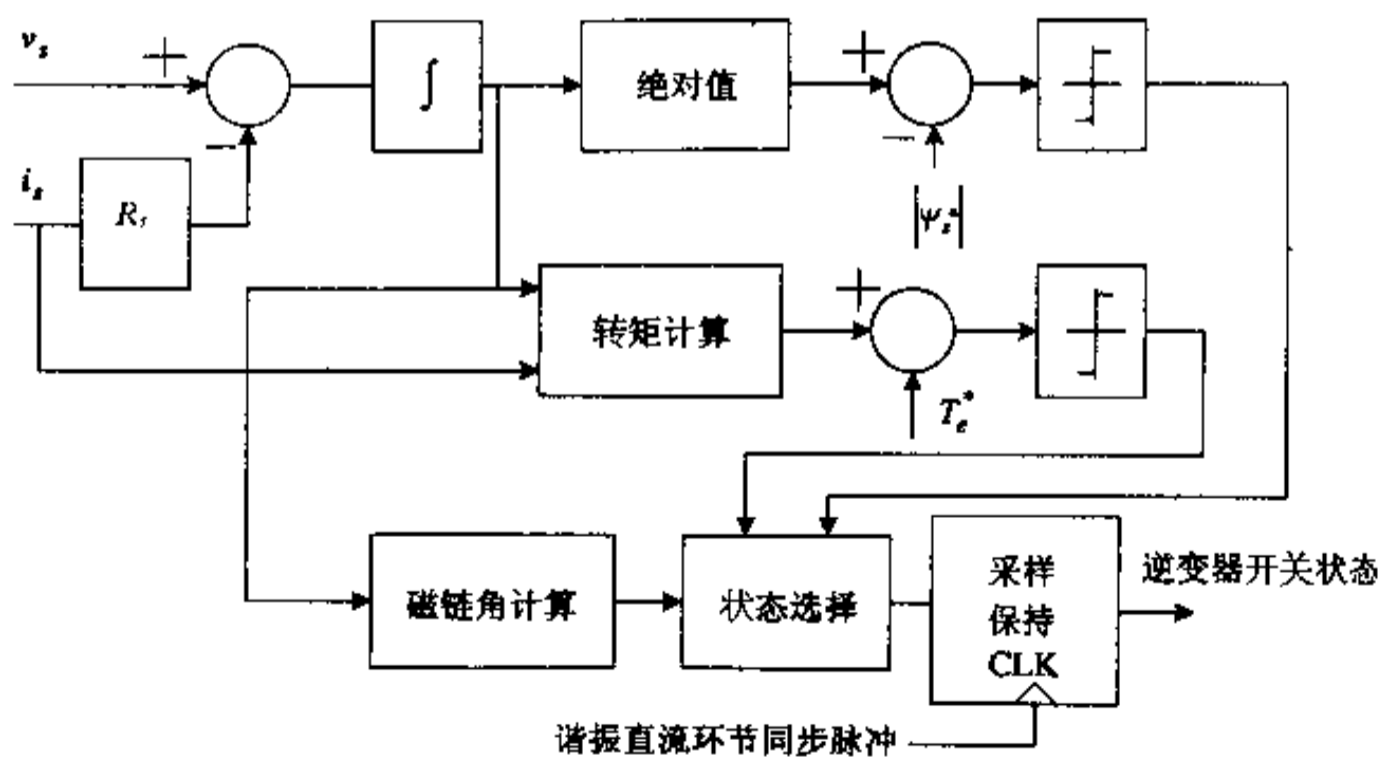 v_s
+
∫
绝对值
+
−
−
i_s
R_s
|ψ_s*|
+
转矩计算
T_e*
磁链角计算
状态选择
采样
保持
CLK
逆变器开关状态
谐振直流环节同步脉冲